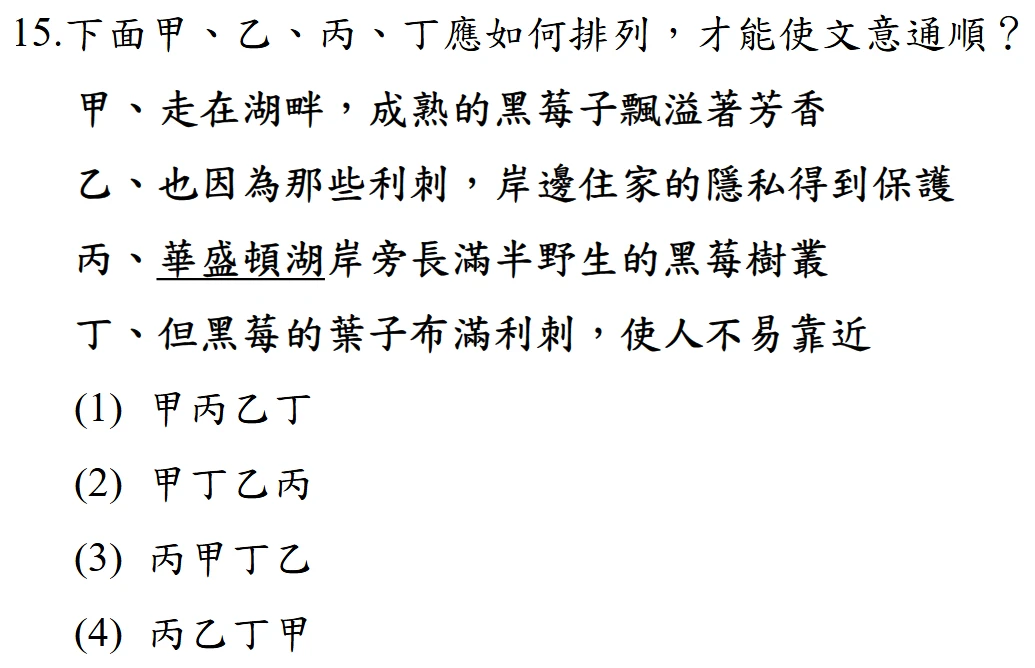 15.下面甲、乙、丙、丁應如何排列，才能使文意通順？
甲、走在湖畔，成熟的黑莓子飄溢著芳香
乙、也因為那些利刺，岸邊住家的隱私得到保護
丙、華盛頓湖岸旁長滿半野生的黑莓樹叢
丁、但黑莓的葉子布滿利刺，使人不易靠近
(1) 甲丙乙丁
(2) 甲丁乙丙
(3) 丙甲丁乙
(4) 丙乙丁甲